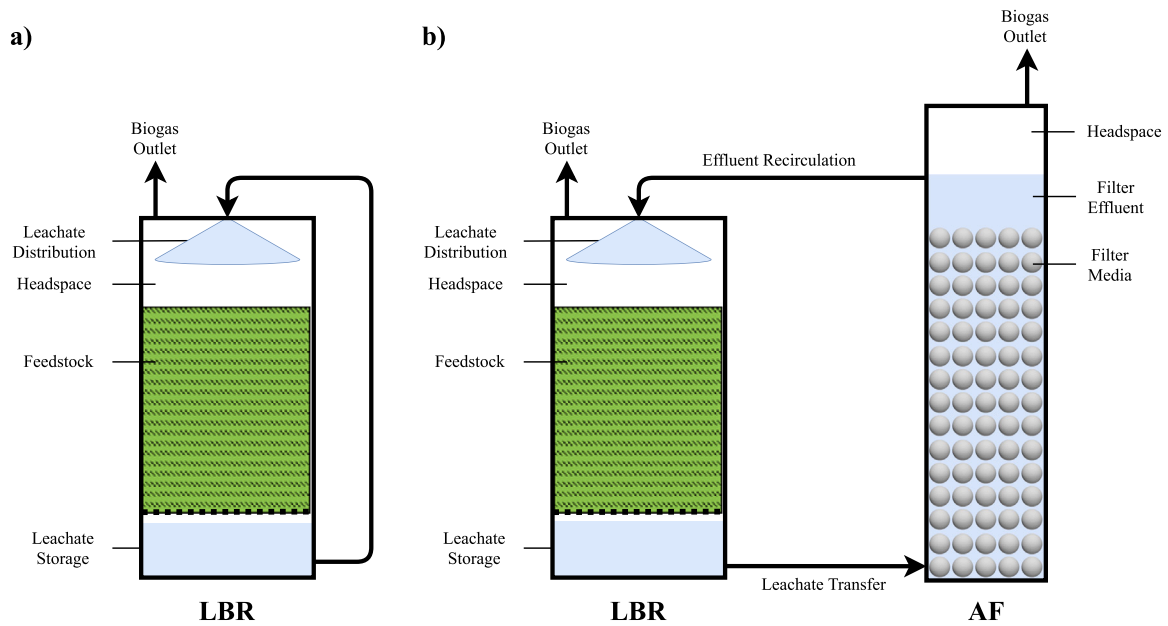 a)
Biogas
Outlet
Leachate
Distribution
Headspace
Feedstock
Leachate
Storage
LBR
b)
Biogas
Outlet
Leachate
Distribution
Headspace
Feedstock
Leachate
Storage
LBR
Effluent Recirculation
Leachate Transfer
Biogas
Outlet
Headspace
Filter
Effluent
Filter
Media
AF